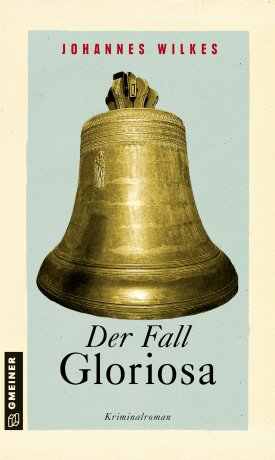 JOHANNES WILKES
Der Fall
Gloriosa
Kriminalroman
GMEINER